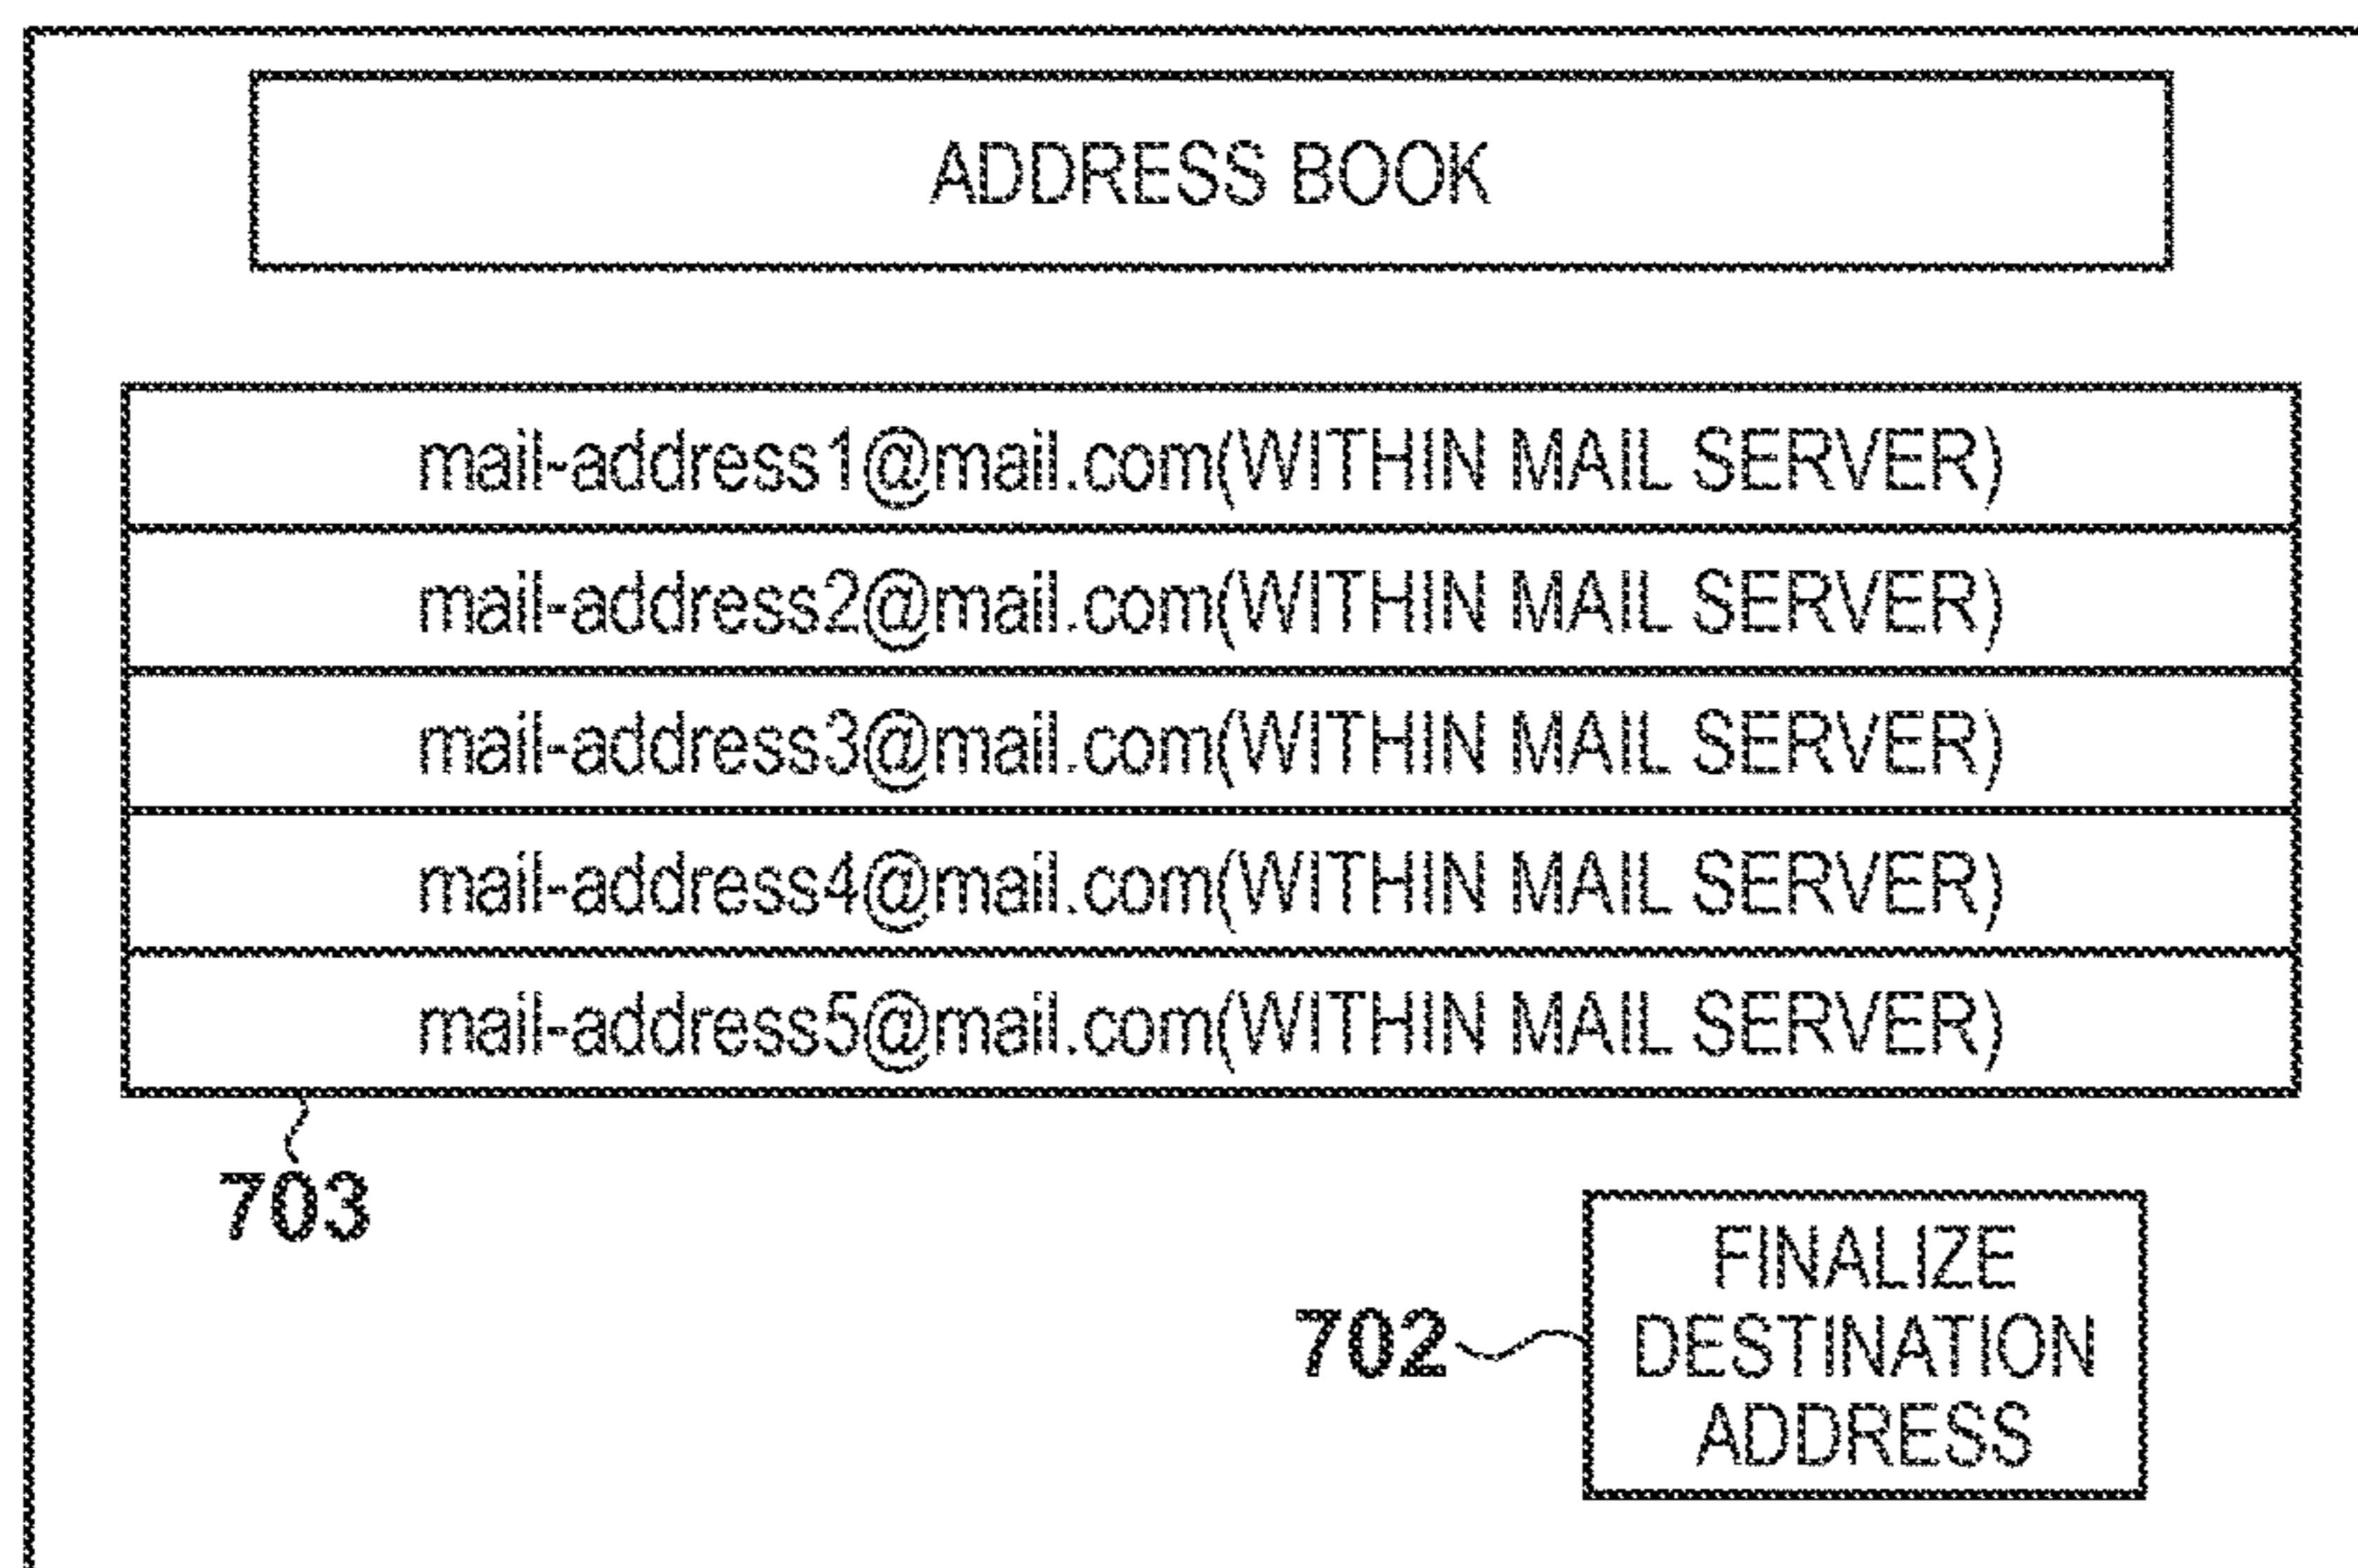 ADDRESS BOOK
mail-address1@mail.com(WITHIN MAIL SERVER)
mail-address2@mail.com(WITHIN MAIL SERVER)
mail-address3@mail.com(WITHIN MAIL SERVER)
mail-address4@mail.com(WITHIN MAIL SERVER)
mail-address5@mail.com(WITHIN MAIL SERVER)
703
702
FINALIZE
DESTINATION
ADDRESS